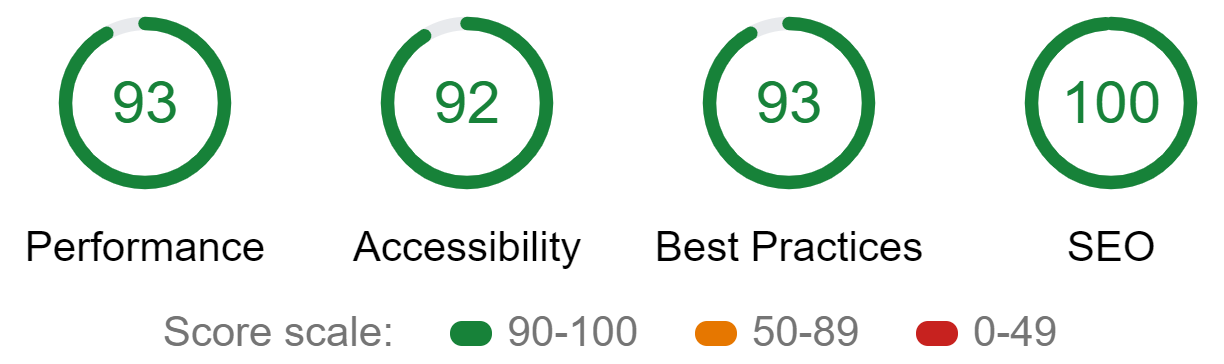 93 92 93 100
Performance Accessibility Best Practices SEO
Score scale: 90-100 50-89 0-49